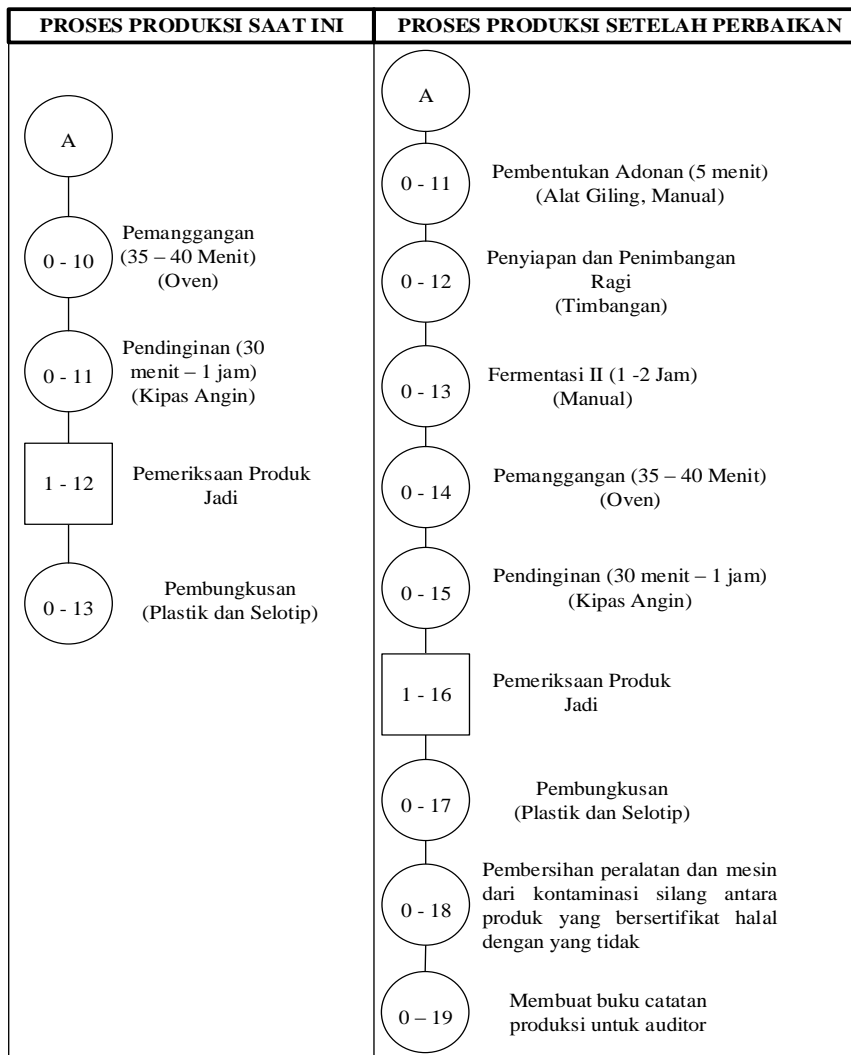 PROSES PRODUKSI SAAT INI
A
0 - 10
Pemanggangan
(35 – 40 Menit)
(Oven)
0 - 11
Pendinginan (30
menit – 1 jam)
(Kipas Angin)
1 - 12
Pemeriksaan Produk
Jadi
0 - 13
Pembungkusan
(Plastik dan Selotip)
PROSES PRODUKSI SETELAH PERBAIKAN
A
0 - 11
Pembentukan Adonan (5 menit)
(Alat Giling, Manual)
0 - 12
Penyiapan dan Penimbangan
Ragi
(Timbangan)
0 - 13
Fermentasi II (1 -2 Jam)
(Manual)
0 - 14
Pemanggangan (35 – 40 Menit)
(Oven)
0 - 15
Pendinginan (30 menit – 1 jam)
(Kipas Angin)
1 - 16
Pemeriksaan Produk
Jadi
0 - 17
Pembungkusan
(Plastik dan Selotip)
0 - 18
Pembersihan peralatan dan mesin
dari kontaminasi silang antara
produk yang bersertifikat halal
dengan yang tidak
0 – 19
Membuat buku catatan
produksi untuk auditor